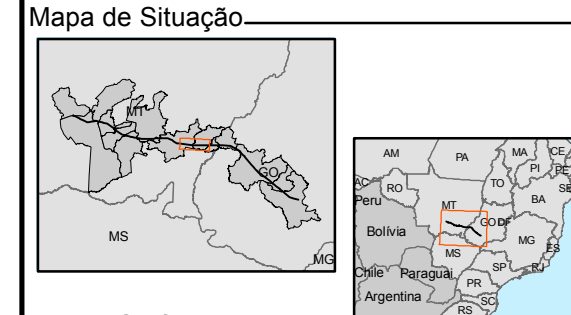 Mapa de Situação
MT
GO
MS
MG
AM
PA
MA
CE
PI
PE
AC
RO
TO
SE
BA
Peru
MT
GO
DF
Bolívia
MG
ES
MS
SP
RJ
Chile
Paraguai
PR
SC
Argentina
RS